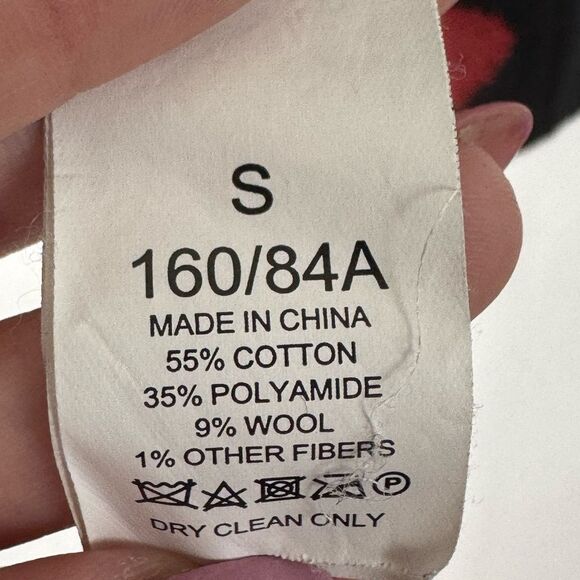 S
160/84A
MADE IN CHINA
55% COTTON
35% POLYAMIDE
9% WOOL
1% OTHER FIBERS
P
DRY CLEAN ONLY